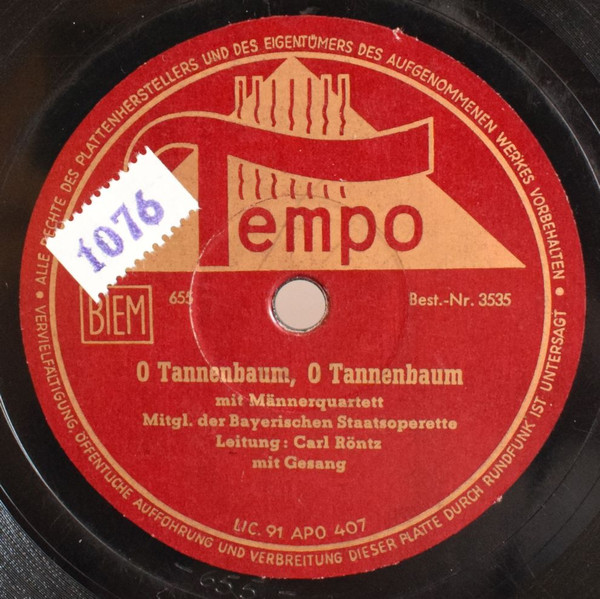 ALLE RECHTE DES PLATTENHERSTELLERS UND DES EIGENTÜMERS DES AUFGENOMMENEN WERKES VORBEHALTEN •
VERVIELFÄLTIGUNG, ÖFFENTLICHE AUFFÜHRUNG UND VERBREITUNG DIESER PLATTE DURCH RUNDFUNK IST UNTERSAGT •
Tempo
1076
BIEM
655
Best.-Nr. 3535
O Tannenbaum, O Tannenbaum
mit Männerquartett
Mitgl. der Bayerischen Staatsoperette
Leitung: Carl Röntz
mit Gesang
LIC. 91 APO 407
- 655 -